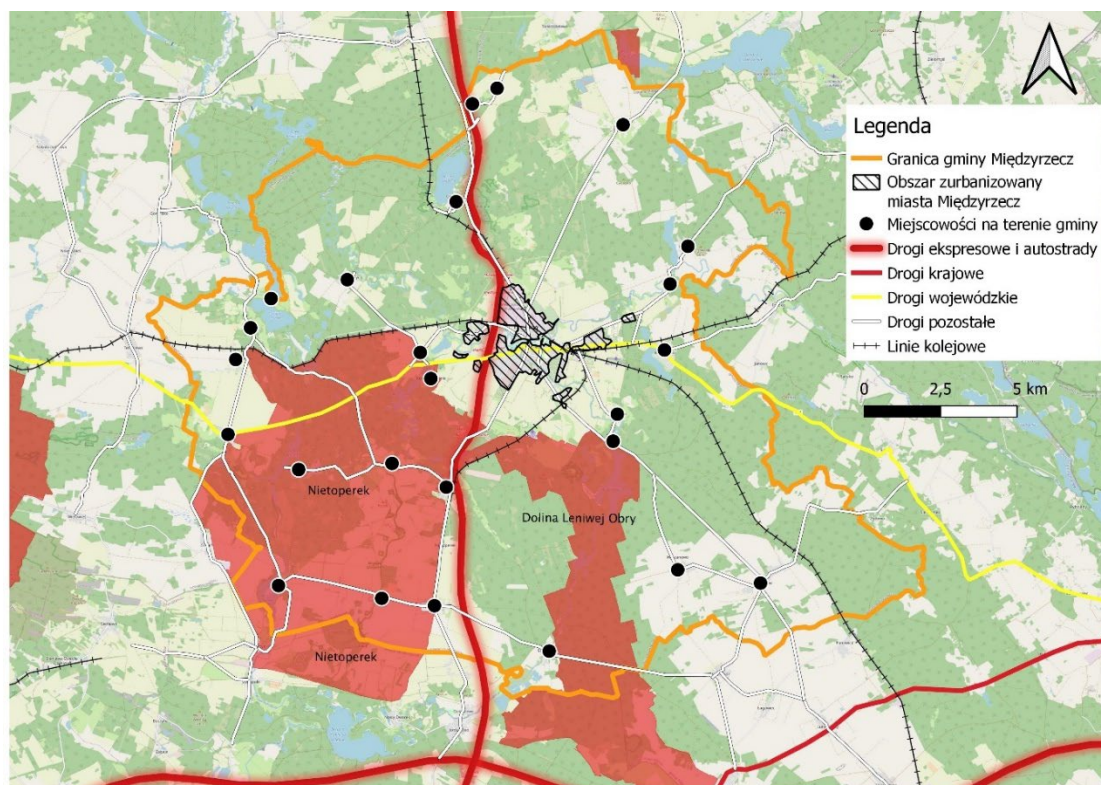 Legenda
Granica gminy Międzyrzecz
Obszar zurbanizowany
miasta Międzyrzecz
Miejscowości na terenie gminy
Drogi ekspresowe i autostrady
Drogi krajowe
Drogi wojewódzkie
Drogi pozostałe
Linie kolejowe
0 2,5 5 km
Nietoperek
Dolina Leniwej Obry
Nietoperek